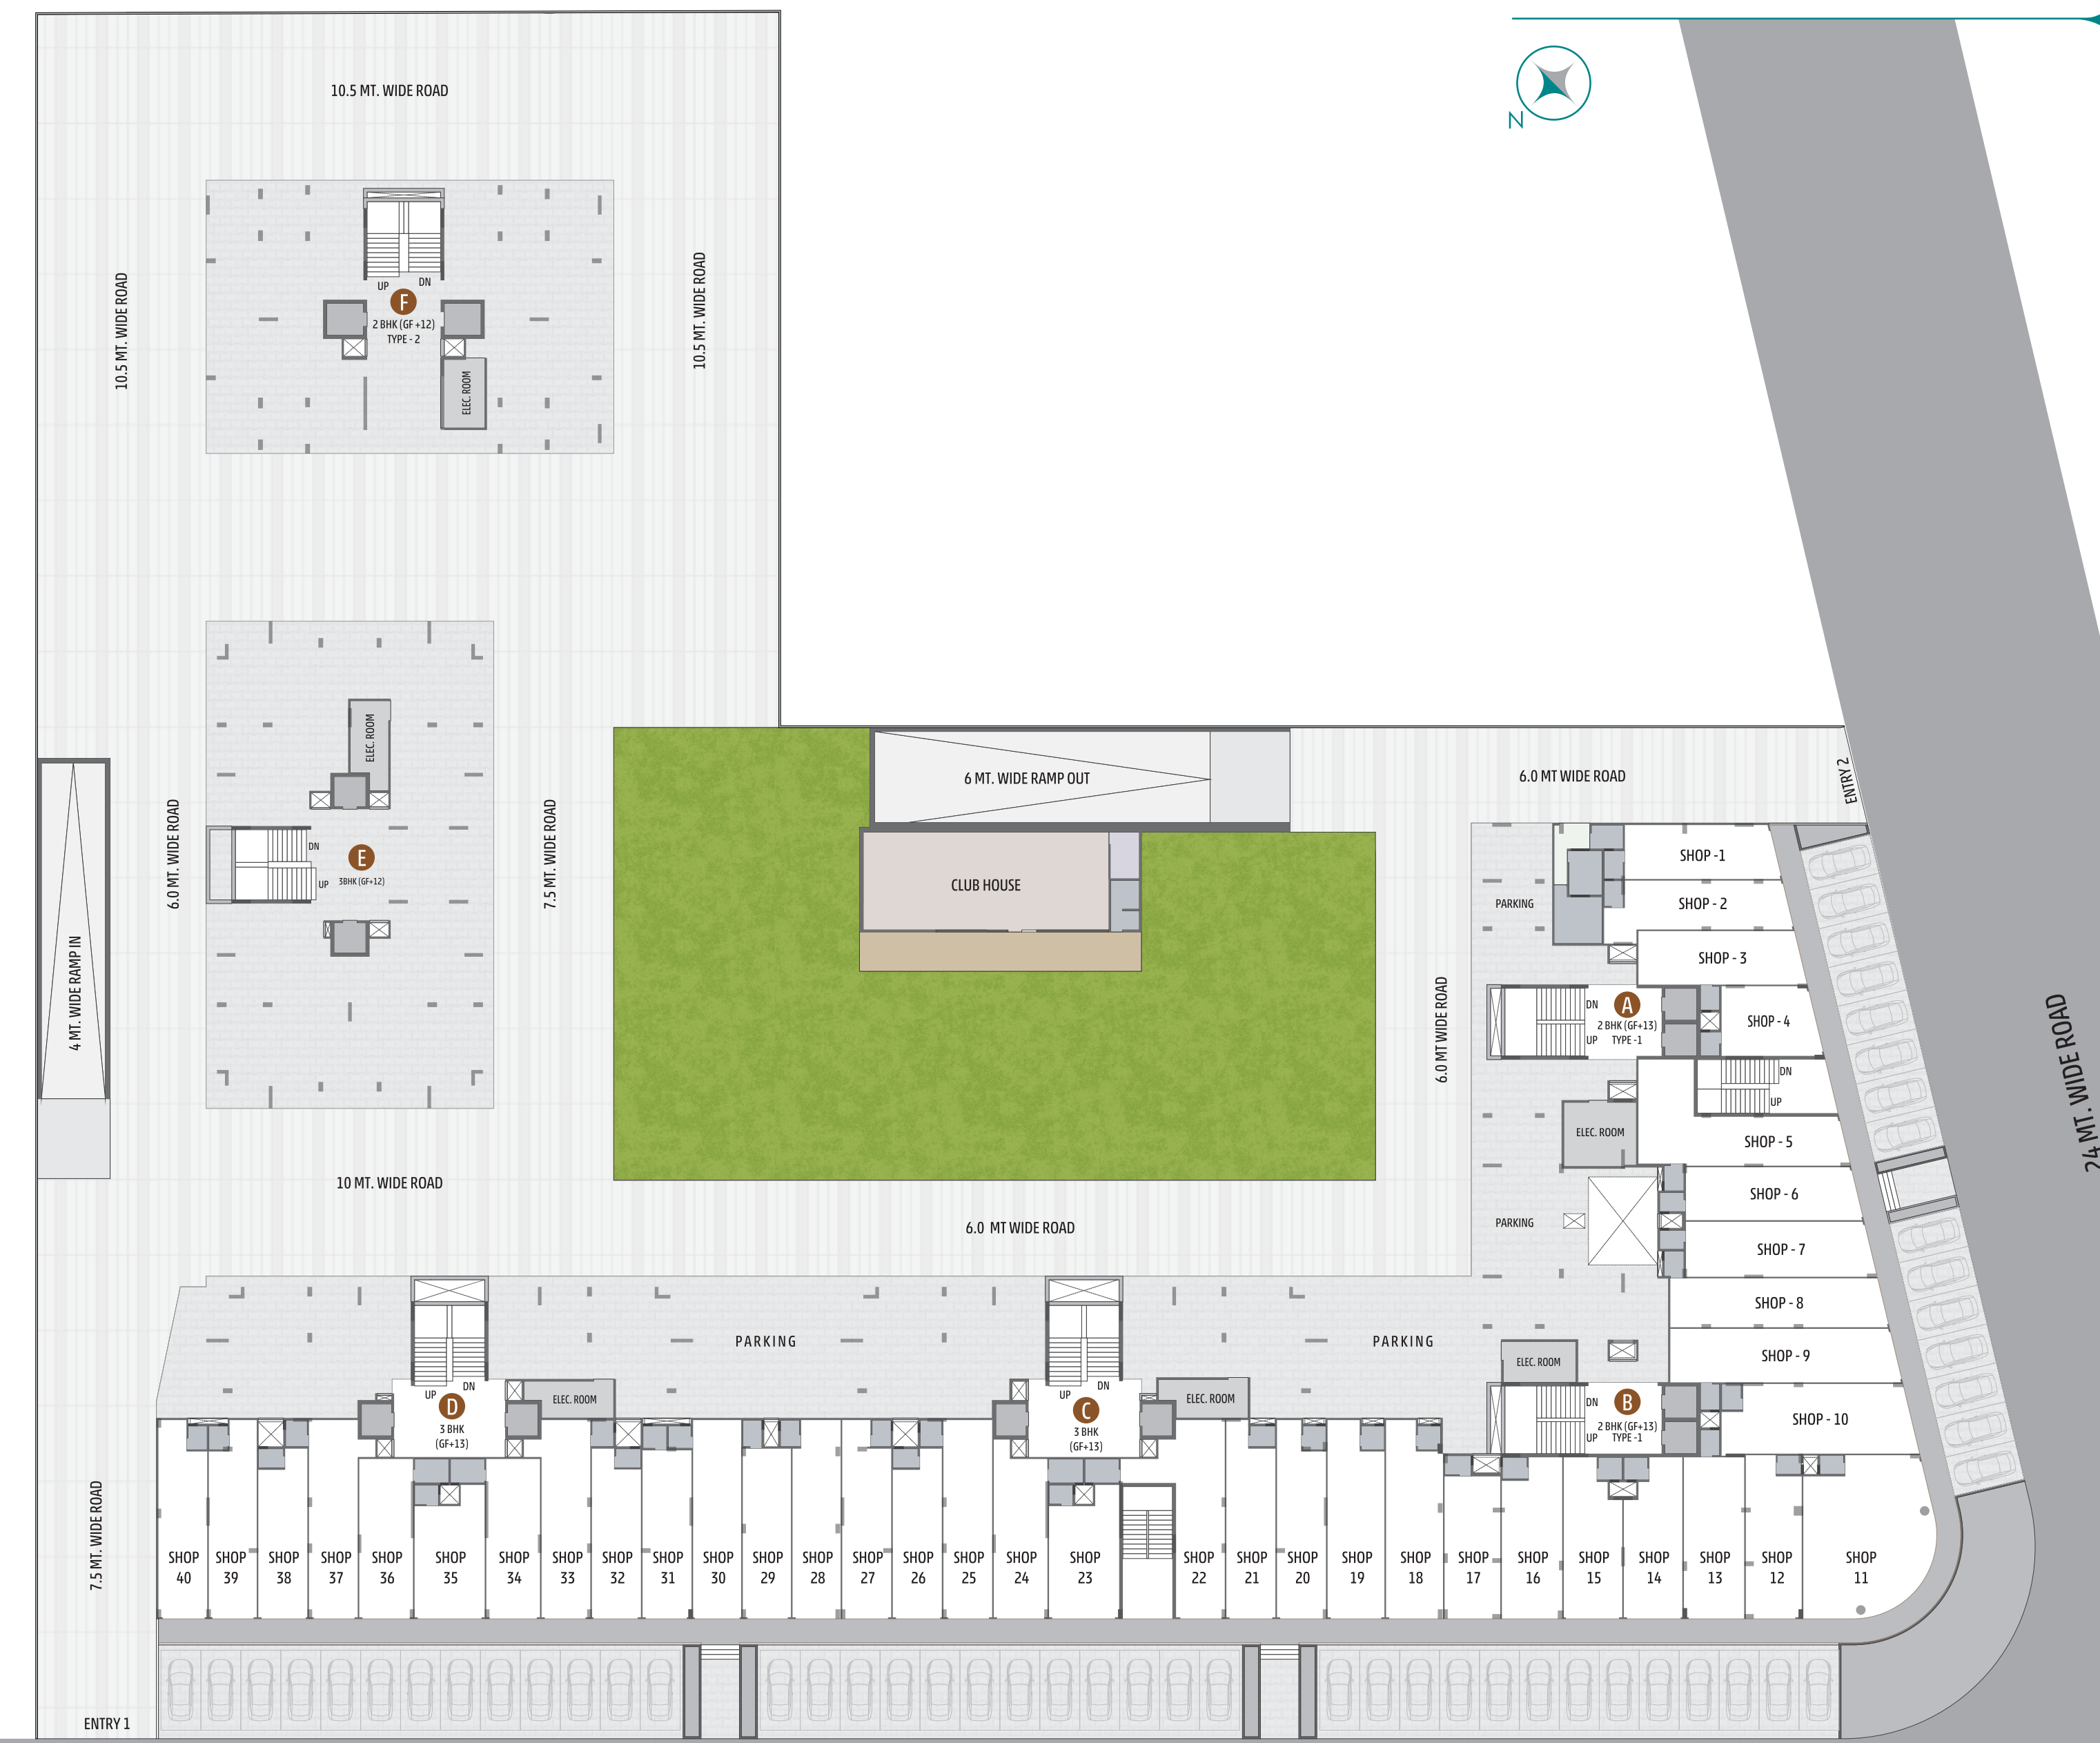 10.5 MT. WIDE ROAD
N
10.5 MT. WIDE ROAD
10.5 MT. WIDE ROAD
UP
DN
F
2 BHK (GF +12)
TYPE - 2
ELEC. ROOM
ELEC. ROOM
6.0 MT. WIDE ROAD
DN
E
3BHK (GF+12)
UP
7.5 MT. WIDE ROAD
4 MT. WIDE RAMP IN
6 MT. WIDE RAMP OUT
CLUB HOUSE
6.0 MT WIDE ROAD
ENTRY 2
SHOP -1
PARKING
SHOP - 2
SHOP - 3
6.0 MT WIDE ROAD
DN
A
2 BHK (GF+13)
TYPE -1
UP
SHOP - 4
24 MT. WIDE ROAD
DN
UP
ELEC. ROOM
SHOP - 5
10 MT. WIDE ROAD
6.0 MT WIDE ROAD
PARKING
SHOP - 6
SHOP - 7
SHOP - 8
SHOP - 9
PARKING
PARKING
ELEC. ROOM
UP
DN
D
3 BHK
(GF+13)
ELEC. ROOM
UP
DN
C
3 BHK
(GF+13)
ELEC. ROOM
DN
B
2 BHK (GF+13)
TYPE -1
UP
SHOP - 10
7.5 MT. WIDE ROAD
SHOP
40
SHOP
39
SHOP
38
SHOP
37
SHOP
36
SHOP
35
SHOP
34
SHOP
33
SHOP
32
SHOP
31
SHOP
30
SHOP
29
SHOP
28
SHOP
27
SHOP
26
SHOP
25
SHOP
24
SHOP
23
SHOP
22
SHOP
21
SHOP
20
SHOP
19
SHOP
18
SHOP
17
SHOP
16
SHOP
15
SHOP
14
SHOP
13
SHOP
12
SHOP
11
ENTRY 1